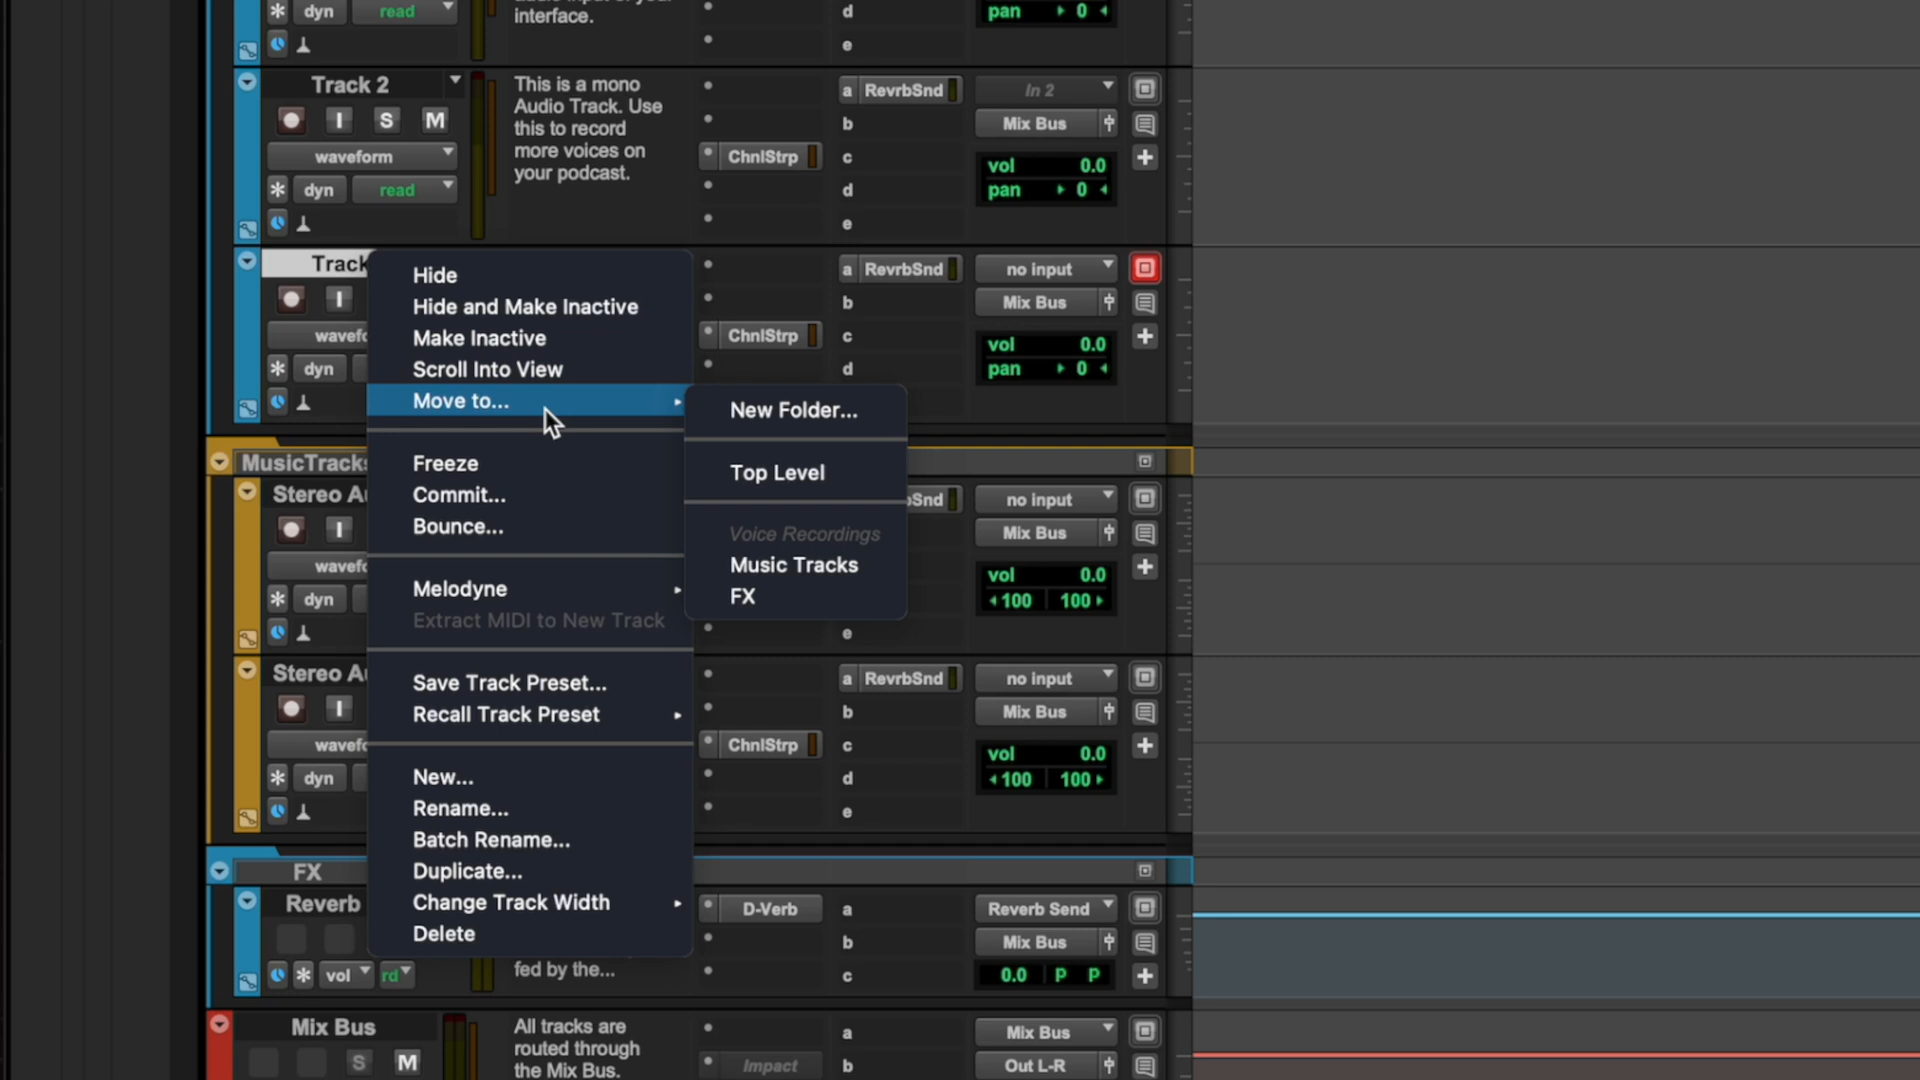 dyn
read
interface.
d
e
pan
0
Track 2
This is a mono
Audio Track. Use
this to record
more voices on
your podcast.
I
S
M
waveform
dyn
read
ChnlStrp
a RevrbSnd
b
c
d
e
In 2
Mix Bus
vol 0.0
pan 0
Track
I
dyn
ChnlStrp
a RevrbSnd
b
c
d
no input
Mix Bus
vol 0.0
pan 0
Hide
Hide and Make Inactive
Make Inactive
Scroll Into View
Move to...
Freeze
Commit...
Bounce...
Melodyne
Extract MIDI to New Track
Save Track Preset...
Recall Track Preset
New...
Rename...
Batch Rename...
Duplicate...
Change Track Width
Delete
New Folder...
Top Level
Voice Recordings
Music Tracks
FX
MusicTracks
Stereo Au
I
dyn
e
no input
Mix Bus
vol 0.0
100 100
Stereo Au
I
dyn
ChnlStrp
a RevrbSnd
b
c
d
e
no input
Mix Bus
vol 0.0
100 100
FX
Reverb
vol
rd
fed by the...
D-Verb
a
b
c
Reverb Send
Mix Bus
0.0 P P
Mix Bus
S
M
All tracks are
routed through
the Mix Bus.
Impact
a
b
Mix Bus
Out L-R